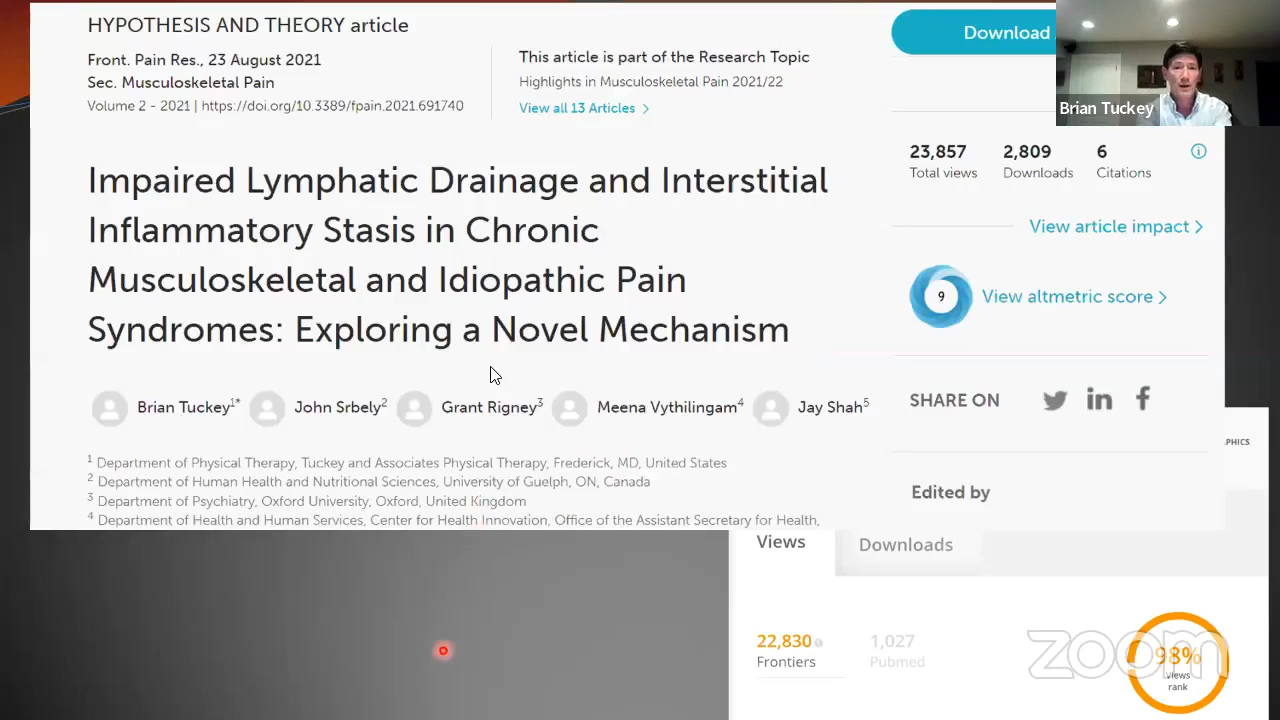 HYPOTHESIS AND THEORY article
Front. Pain Res., 23 August 2021
Sec. Musculoskeletal Pain
Volume 2 - 2021 | https://doi.org/10.3389/fpain.2021.691740
This article is part of the Research Topic
Highlights in Musculoskeletal Pain 2021/22
View all 13 Articles >
Download
Brian Tuckey
Impaired Lymphatic Drainage and Interstitial
Inflammatory Stasis in Chronic
Musculoskeletal and Idiopathic Pain
Syndromes: Exploring a Novel Mechanism
23,857 2,809 6
Total views Downloads Citations
View article impact >
9 View altmetric score >
Brian Tuckey1* John Srbely2 Grant Rigney3 Meena Vythilingam4 Jay Shah5
SHARE ON
1 Department of Physical Therapy, Tuckey and Associates Physical Therapy, Frederick, MD, United States
2 Department of Human Health and Nutritional Sciences, University of Guelph, ON, Canada
3 Department of Psychiatry, Oxford University, Oxford, United Kingdom
4 Department of Health and Human Services, Center for Health Innovation, Office of the Assistant Secretary for Health,
Edited by
PHICS
Views Downloads
22,830 1,027
Frontiers Pubmed
98%
Views
rank
zoom